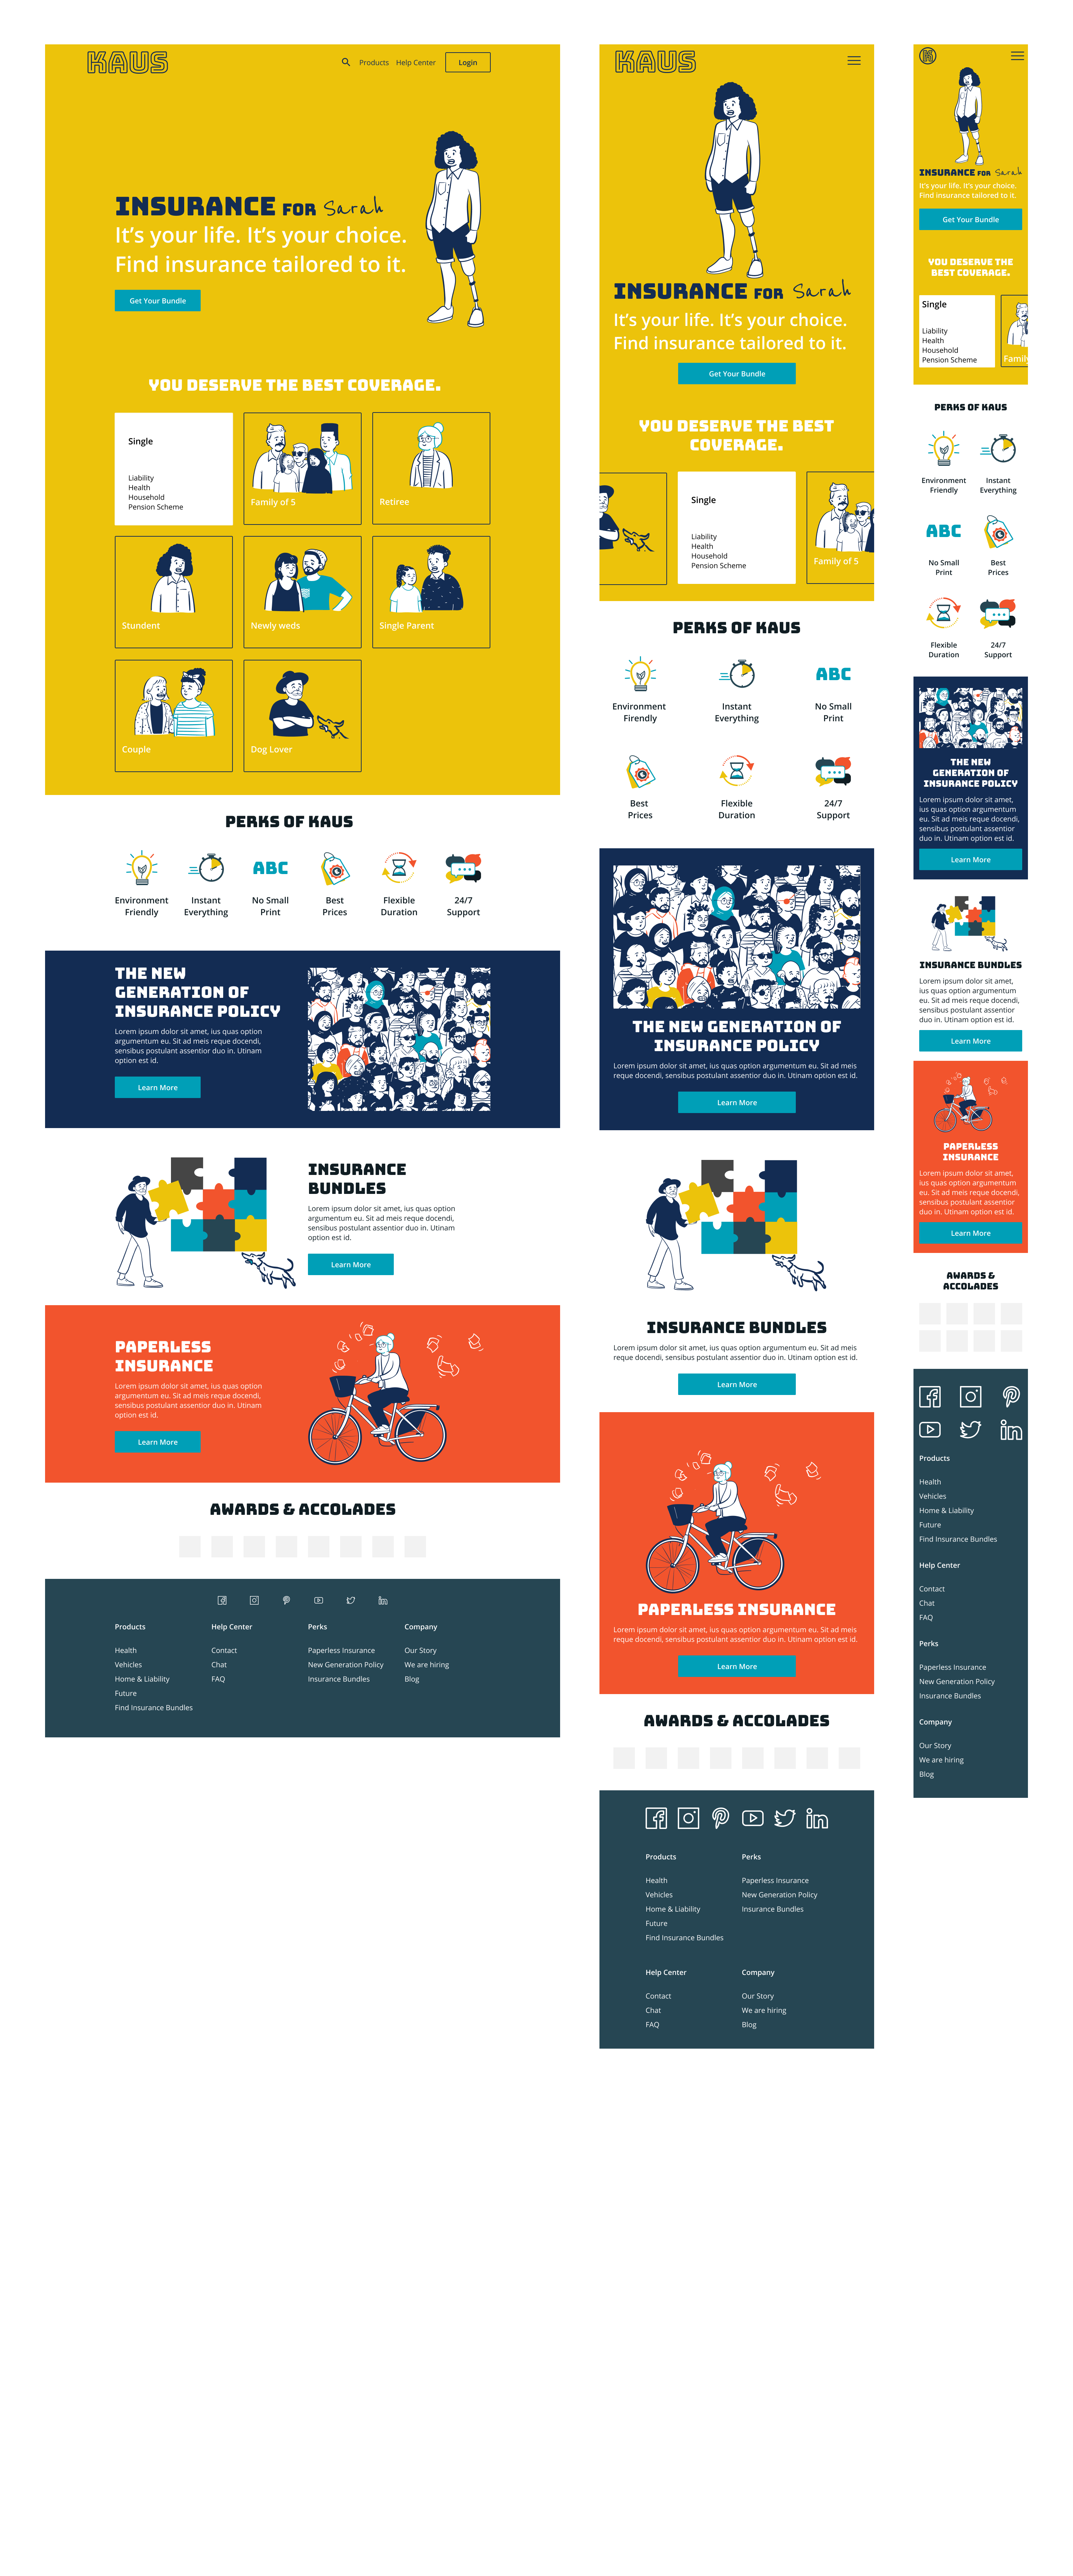 KAUS
Products Help Center Login
INSURANCE FOR Sarah
It's your life. It's your choice.
Find insurance tailored to it.
Get Your Bundle
YOU DESERVE THE BEST COVERAGE.
Single
Liability
Health
Household
Pension Scheme
Family of 5
Retiree
Stundent
Newly weds
Single Parent
Couple
Dog Lover
PERKS OF KAUS
Environment
Friendly
Instant
Everything
ABC
No Small
Print
Best
Prices
Flexible
Duration
24/7
Support
THE NEW
GENERATION OF
INSURANCE POLICY
Lorem ipsum dolor sit amet, ius quas option
argumentum eu. Sit ad meis reque docendi,
sensibus postulant assentior duo in. Utinam
option est id.
Learn More
INSURANCE
BUNDLES
Lorem ipsum dolor sit amet, ius quas option
argumentum eu. Sit ad meis reque docendi,
sensibus postulant assentior duo in. Utinam
option est id.
Learn More
PAPERLESS
INSURANCE
Lorem ipsum dolor sit amet, ius quas option
argumentum eu. Sit ad meis reque docendi,
sensibus postulant assentior duo in. Utinam
option est id.
Learn More
AWARDS & ACCOLADES
Products
Health
Vehicles
Home & Liability
Future
Find Insurance Bundles
Help Center
Contact
Chat
FAQ
Perks
Paperless Insurance
New Generation Policy
Insurance Bundles
Company
Our Story
We are hiring
Blog
KAUS
INSURANCE FOR Sarah
It's your life. It's your choice.
Find insurance tailored to it.
Get Your Bundle
YOU DESERVE THE BEST
COVERAGE.
Single
Liability
Health
Household
Pension Scheme
Family of 5
PERKS OF KAUS
Environment
Firendly
Instant
Everything
ABC
No Small
Print
Best
Prices
Flexible
Duration
24/7
Support
THE NEW GENERATION OF
INSURANCE POLICY
Lorem ipsum dolor sit amet, ius quas option argumentum eu. Sit ad meis
reque docendi, sensibus postulant assentior duo in. Utinam option est id.
Learn More
INSURANCE BUNDLES
Lorem ipsum dolor sit amet, ius quas option argumentum eu. Sit ad meis
reque docendi, sensibus postulant assentior duo in. Utinam option est id.
Learn More
PAPERLESS INSURANCE
Lorem ipsum dolor sit amet, ius quas option argumentum eu. Sit ad meis
reque docendi, sensibus postulant assentior duo in. Utinam option est id.
Learn More
AWARDS & ACCOLADES
Products
Health
Vehicles
Home & Liability
Future
Find Insurance Bundles
Perks
Paperless Insurance
New Generation Policy
Insurance Bundles
Help Center
Contact
Chat
FAQ
Company
Our Story
We are hiring
Blog
K
INSURANCE FOR Sarah
It's your life. It's your choice.
Find Insurance tailored to it.
Get Your Bundle
YOU DESERVE THE
BEST COVERAGE.
Single
Liability
Health
Household
Pension Scheme
Family
PERKS OF KAUS
Environment
Friendly
Instant
Everything
ABC
No Small
Print
Best
Prices
Flexible
Duration
24/7
Support
THE NEW
GENERATION OF
INSURANCE POLICY
Lorem ipsum dolor sit amet,
ius quas option argumentum
eu. Sit ad meis reque docendi,
sensibus postulant assentior
duo in. Utinam option est id.
Learn More
INSURANCE BUNDLES
Lorem ipsum dolor sit amet,
ius quas option argumentum
eu. Sit ad meis reque docendi,
sensibus postulant assentior
duo in. Utinam option est id.
Learn More
PAPERLESS
INSURANCE
Lorem ipsum dolor sit amet,
ius quas option argumentum
eu. Sit ad meis reque docendi,
sensibus postulant assentior
duo in. Utinam option est id.
Learn More
AWARDS &
ACCOLADES
Products
Health
Vehicles
Home & Liability
Future
Find Insurance Bundles
Help Center
Contact
Chat
FAQ
Perks
Paperless Insurance
New Generation Policy
Insurance Bundles
Company
Our Story
We are hiring
Blog